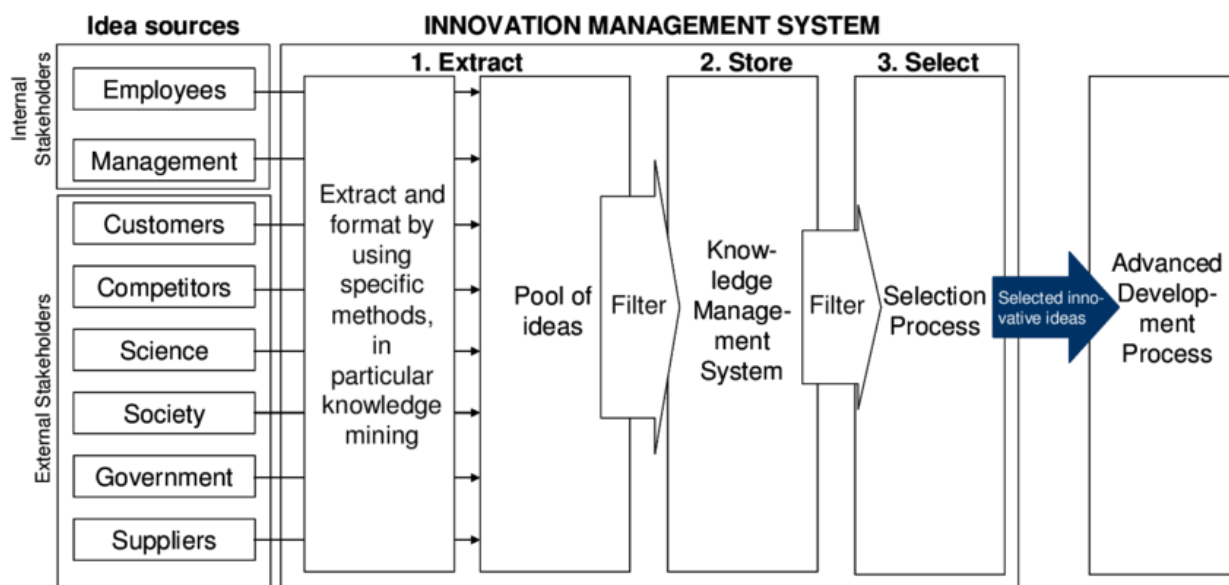 Idea sources
INNOVATION MANAGEMENT SYSTEM
Internal
Stakeholders
Employees
Management
External Stakeholders
Customers
Competitors
Science
Society
Government
Suppliers
1. Extract
Extract and
format by
using
specific
methods,
in
particular
knowledge
mining
Pool of
ideas
Filter
2. Store
Know-
ledge
Manage-
ment
System
Filter
3. Select
Selection
Process
Selected inno-
vative ideas
Advanced
Develop-
ment
Process